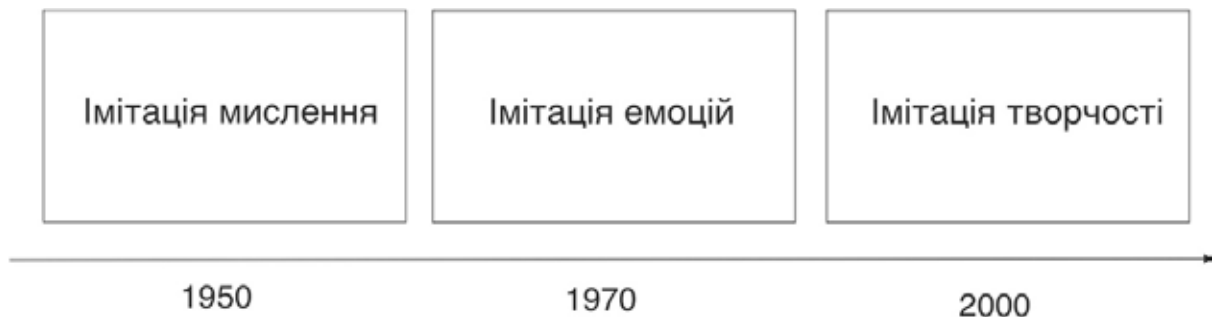 Імітація мислення
Імітація емоцій
Імітація творчості
1950
1970
2000